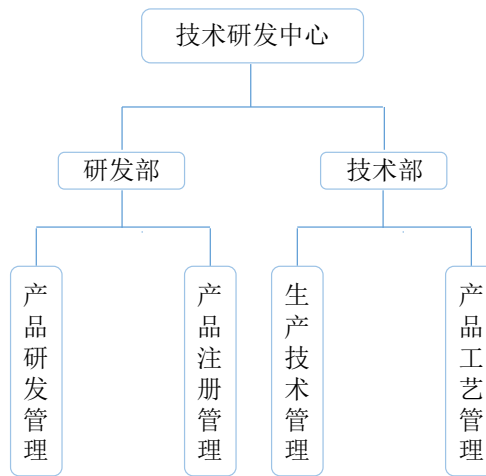 技术研发中心
研发部
技术部
产品研发管理
产品注册管理
生产技术管理
产品工艺管理